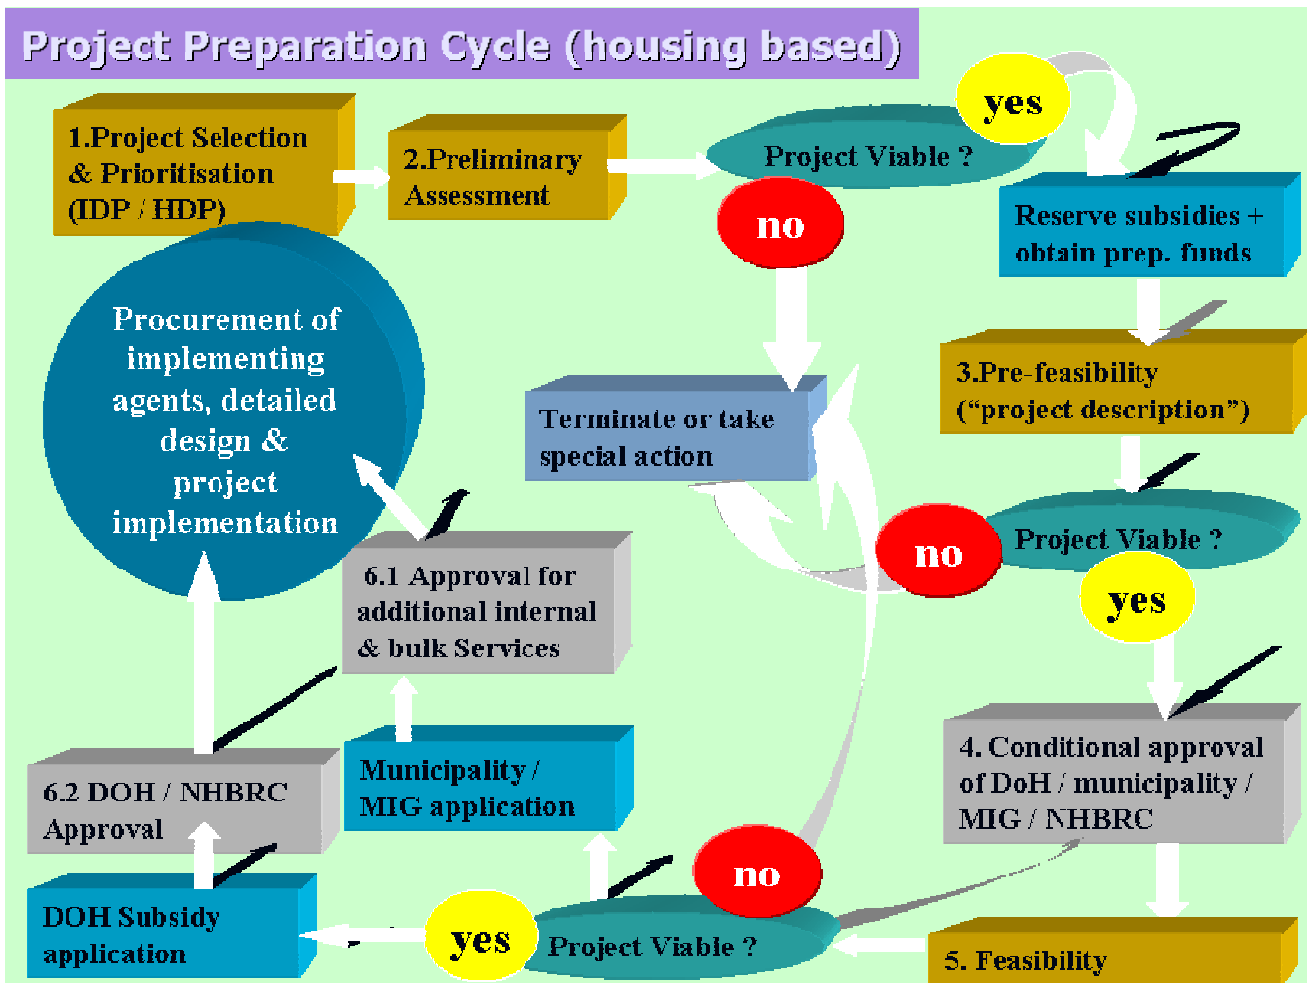 Project Preparation Cycle (housing based)
1.Project Selection
& Prioritisation
(IDP / HDP)
2.Preliminary
Assessment
Project Viable ?
yes
no
Reserve subsidies +
obtain prep. funds
3.Pre-feasibility
(“project description”)
Project Viable ?
no
yes
Terminate or take
special action
Procurement of
implementing
agents, detailed
design &
project
implementation
4. Conditional approval
of DoH / municipality /
MIG / NHBRC
5. Feasibility
Project Viable ?
no
yes
Municipality /
MIG application
6.1 Approval for
additional internal
& bulk Services
DOH Subsidy
application
6.2 DOH / NHBRC
Approval